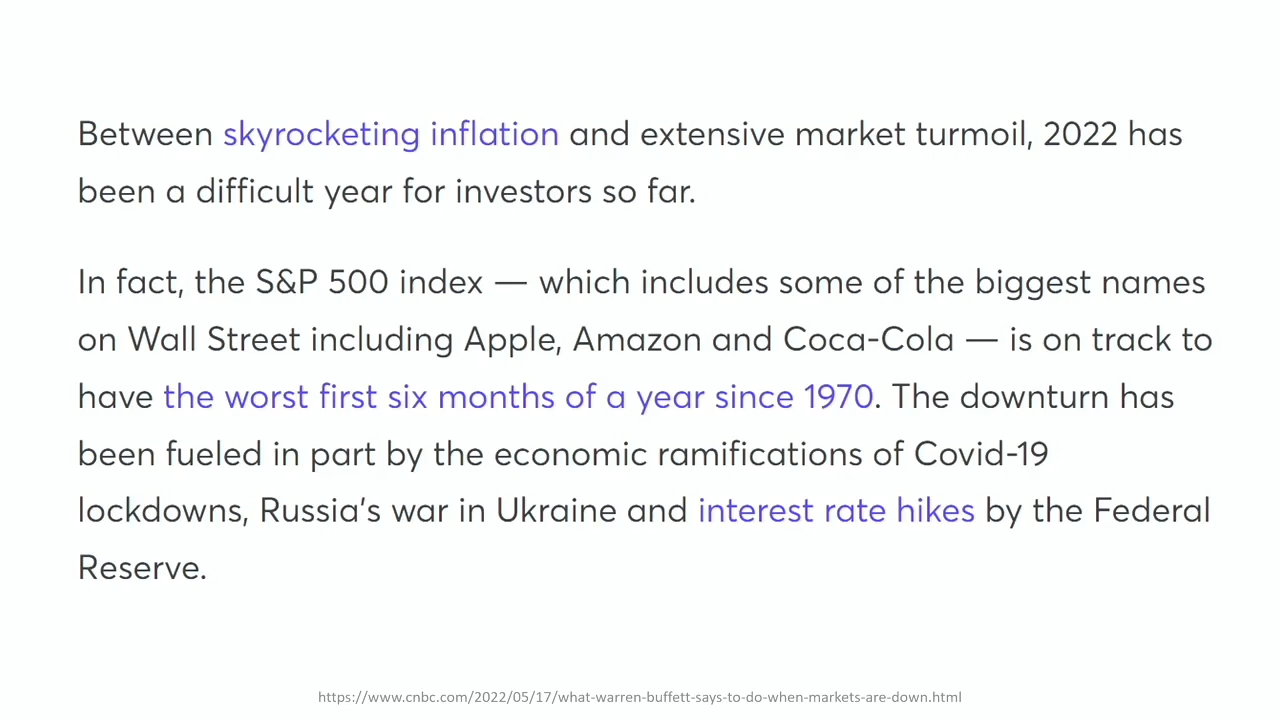 Between skyrocketing inflation and extensive market turmoil, 2022 has
been a difficult year for investors so far.
In fact, the S&P 500 index — which includes some of the biggest names
on Wall Street including Apple, Amazon and Coca-Cola — is on track to
have the worst first six months of a year since 1970. The downturn has
been fueled in part by the economic ramifications of Covid-19
lockdowns, Russia's war in Ukraine and interest rate hikes by the Federal
Reserve.
https://www.cnbc.com/2022/05/17/what-warren-buffett-says-to-do-when-markets-are-down.html